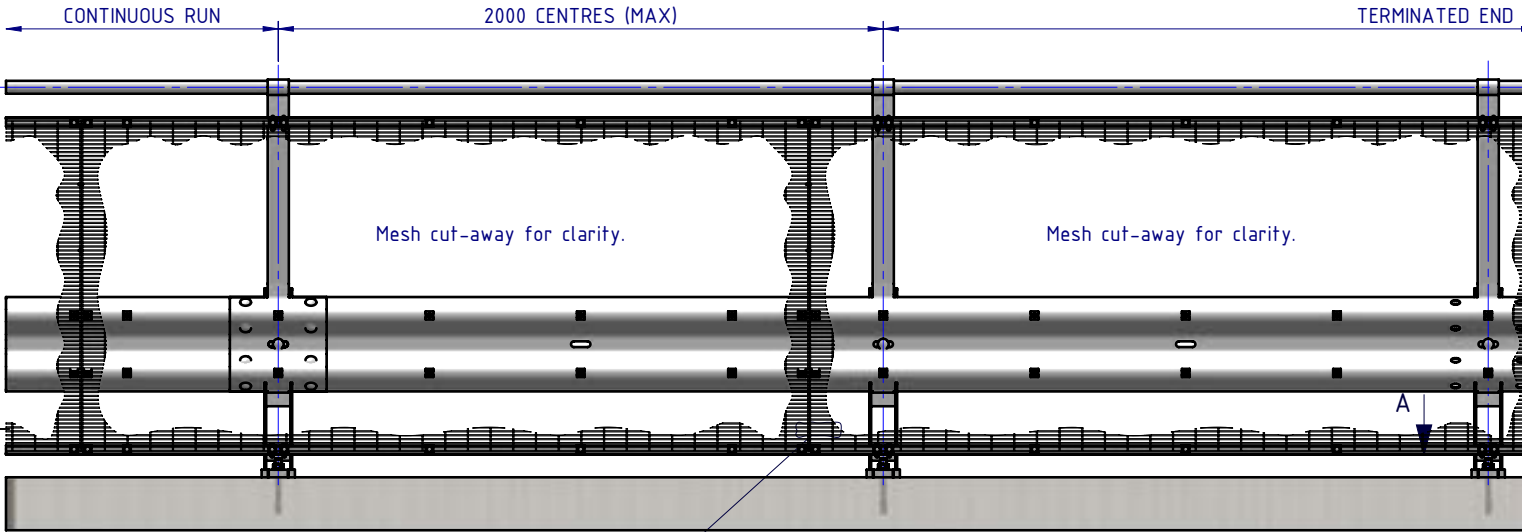 CONTINUOUS RUN
2000 CENTRES (MAX)
TERMINATED END
Mesh cut-away for clarity.
Mesh cut-away for clarity.
A